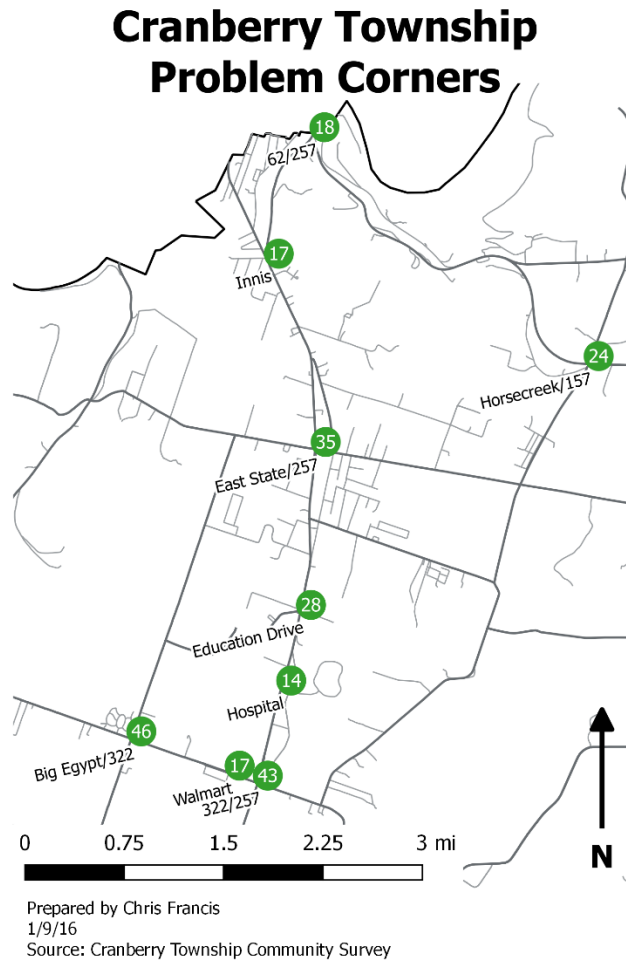 Cranberry Township
Problem Corners
18
62/257
17
Innis
24
Horsecreek/157
35
East State/257
28
Education Drive
14
Hospital
46
Big Egypt/322
17
Walmart
43
322/257
0 0.75 1.5 2.25 3 mi
N
Prepared by Chris Francis
1/9/16
Source: Cranberry Township Community Survey